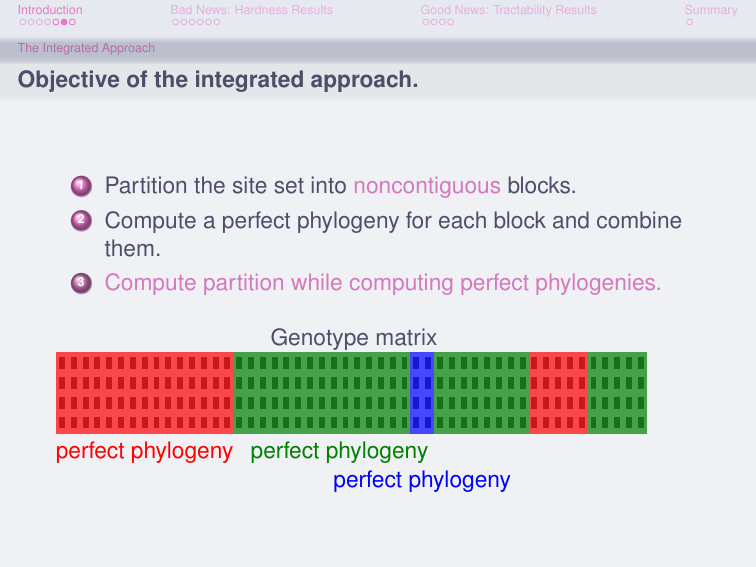 Introduction Bad News: Hardness Results Good News: Tractability Results Summary
The Integrated Approach
Objective of the integrated approach.
1 Partition the site set into noncontiguous blocks.
2 Compute a perfect phylogeny for each block and combine
them.
3 Compute partition while computing perfect phylogenies.
Genotype matrix
perfect phylogeny perfect phylogeny
perfect phylogeny